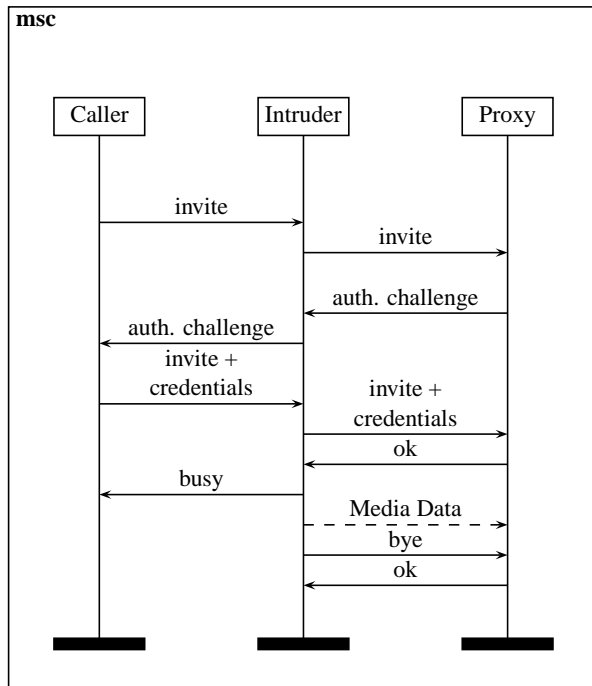 msc
Caller
Intruder
Proxy
invite
invite
auth. challenge
auth. challenge
invite +
credentials
invite +
credentials
ok
busy
Media Data
bye
ok